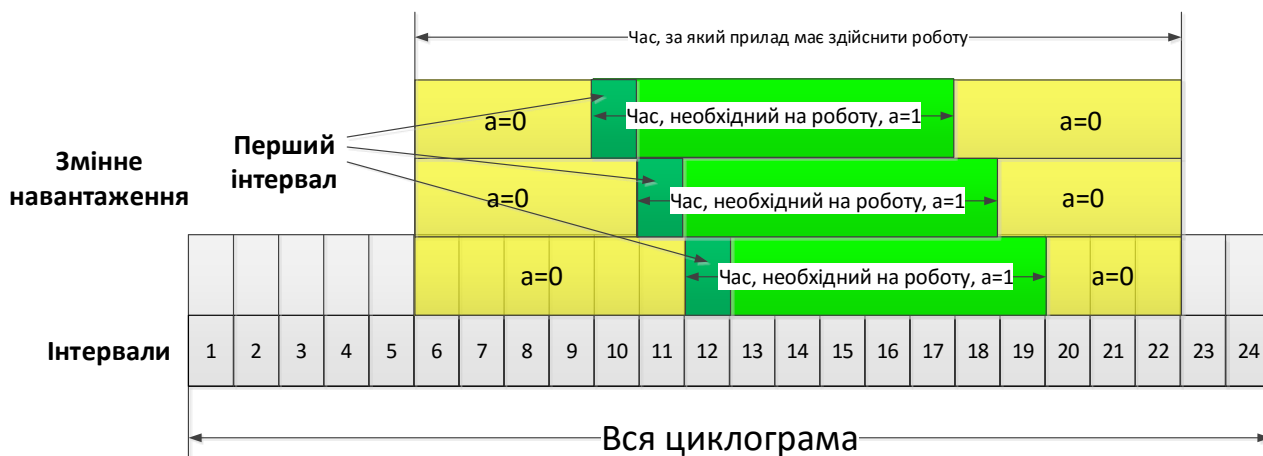 Час, за який прилад має здійснити роботу
a=0
Час, необхідний на роботу, a=1
a=0
Перший
інтервал
Змінне
навантаження
a=0
Час, необхідний на роботу, a=1
a=0
a=0
Час, необхідний на роботу, a=1
a=0
Інтервали 1 2 3 4 5 6 7 8 9 10 11 12 13 14 15 16 17 18 19 20 21 22 23 24
Вся циклограма